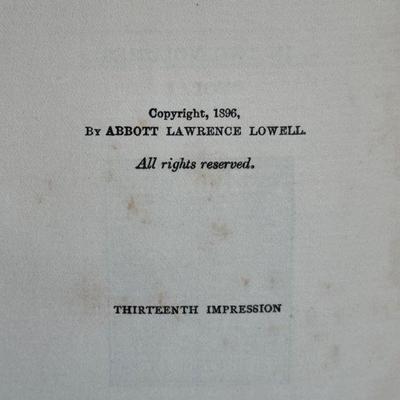 Copyright, 1896,
By ABBOTT LAWRENCE LOWELL.
All rights reserved.
THIRTEENTH IMPRESSION